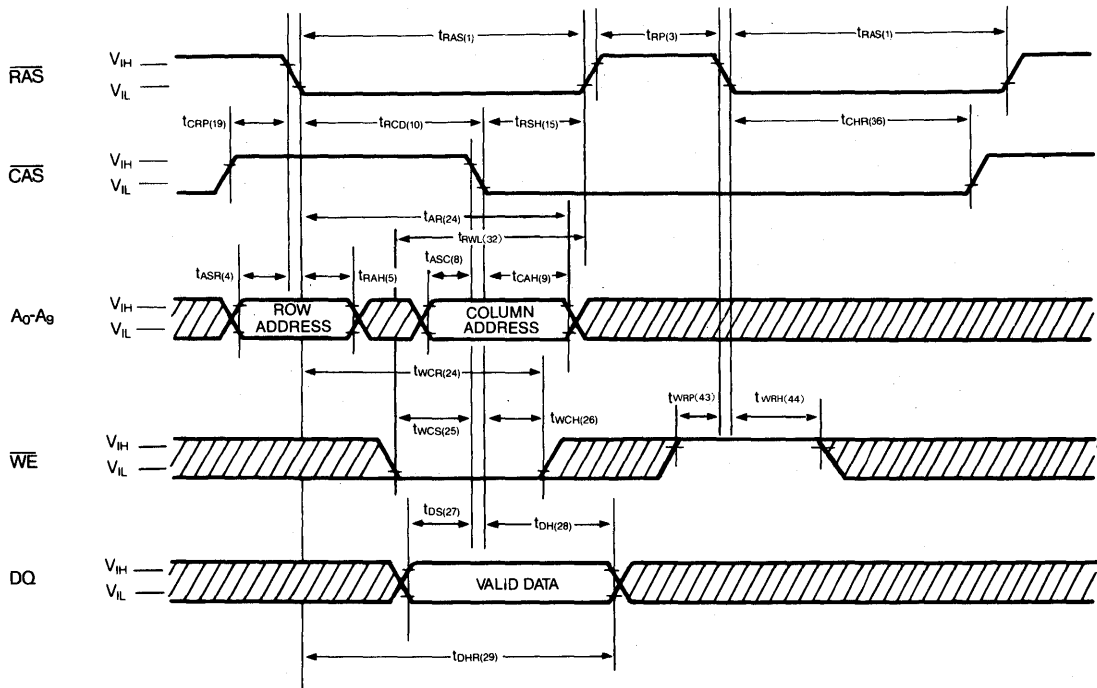 tRAS(1) tRP(3) tRAS(1)
RAS VIH
VIL
tCRP(19) tRCD(10) tRSH(15) tCHR(36)
CAS VIH
VIL
tAR(24)
tRWL(32)
tASC(8)
tASR(4) tRAH(5) tCAH(9)
A0-A9 VIH
VIL
ROW
ADDRESS
COLUMN
ADDRESS
tWCR(24)
tWRP(43) tWRH(44)
tWCS(25) tWCH(26)
WE VIH
VIL
tDS(27) tDH(28)
DQ VIH
VIL
VALID DATA
tDHR(29)